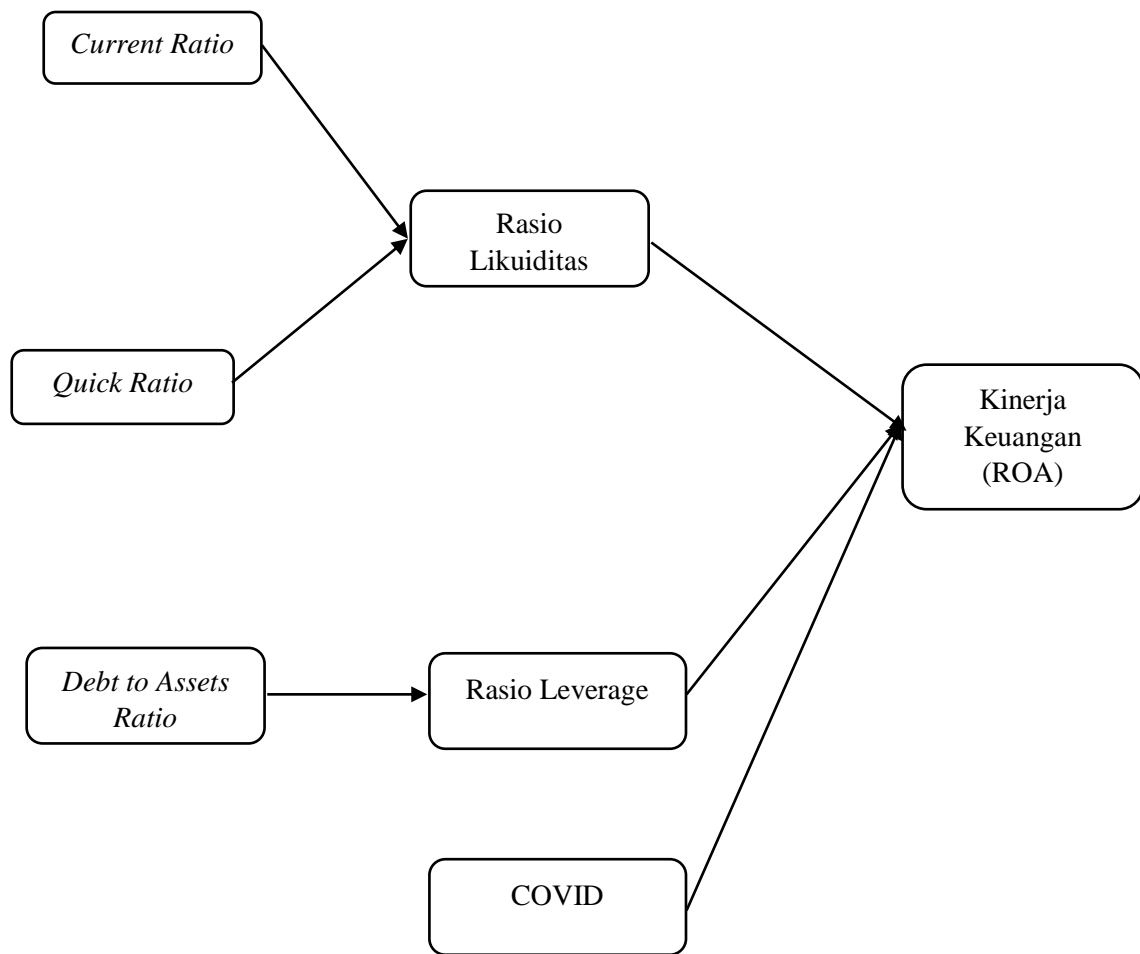 Current Ratio
Rasio
Likuiditas
Quick Ratio
Kinerja
Keuangan
(ROA)
Debt to Assets
Ratio
Rasio Leverage
COVID